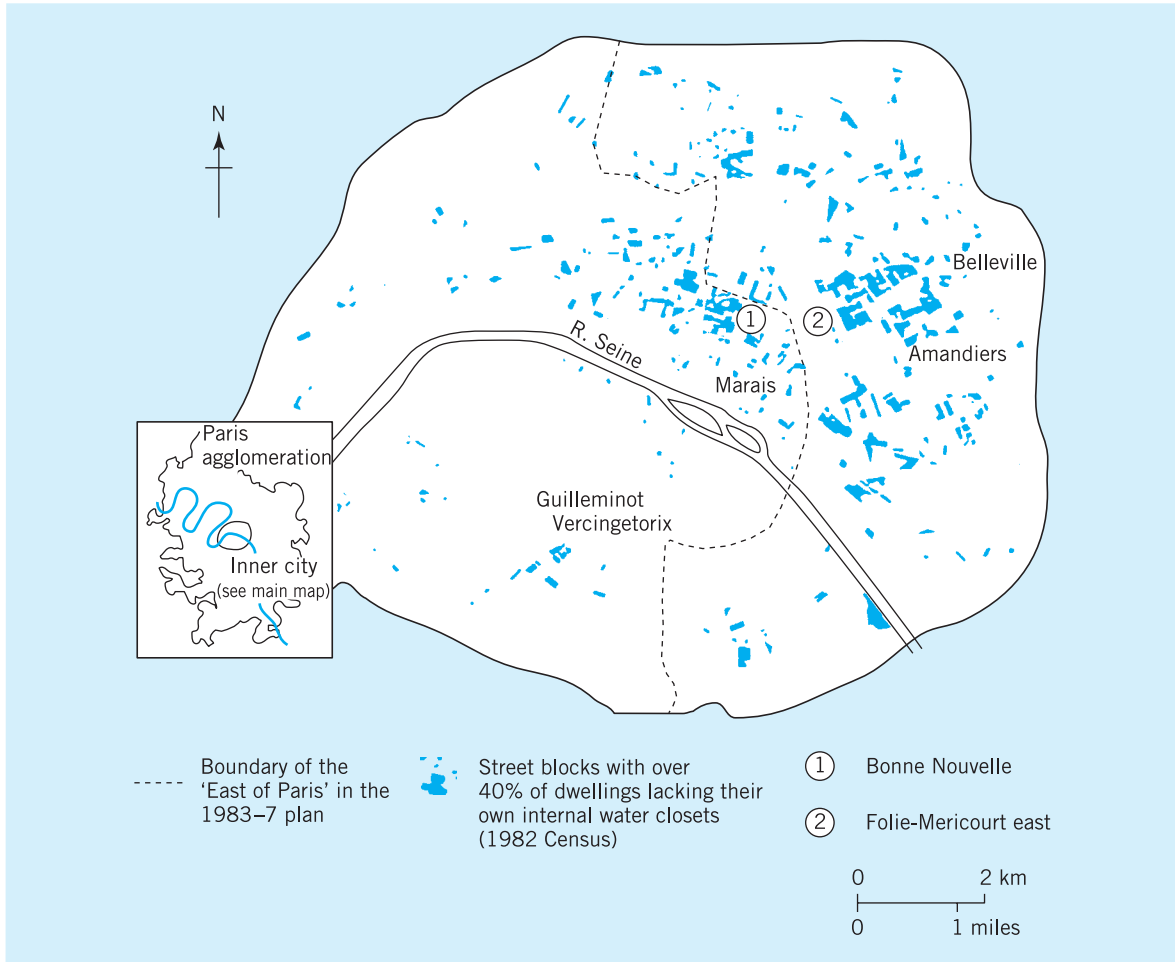 N
Belleville
R. Seine
1
2
Amandiers
Marais
Paris
agglomeration
Inner city
(see main map)
Guilleminot
Vercingetorix
Boundary of the
'East of Paris' in the
1983–7 plan
Street blocks with over
40% of dwellings lacking their
own internal water closets
(1982 Census)
1 Bonne Nouvelle
2 Folie-Mericourt east
0 2 km
0 1 miles